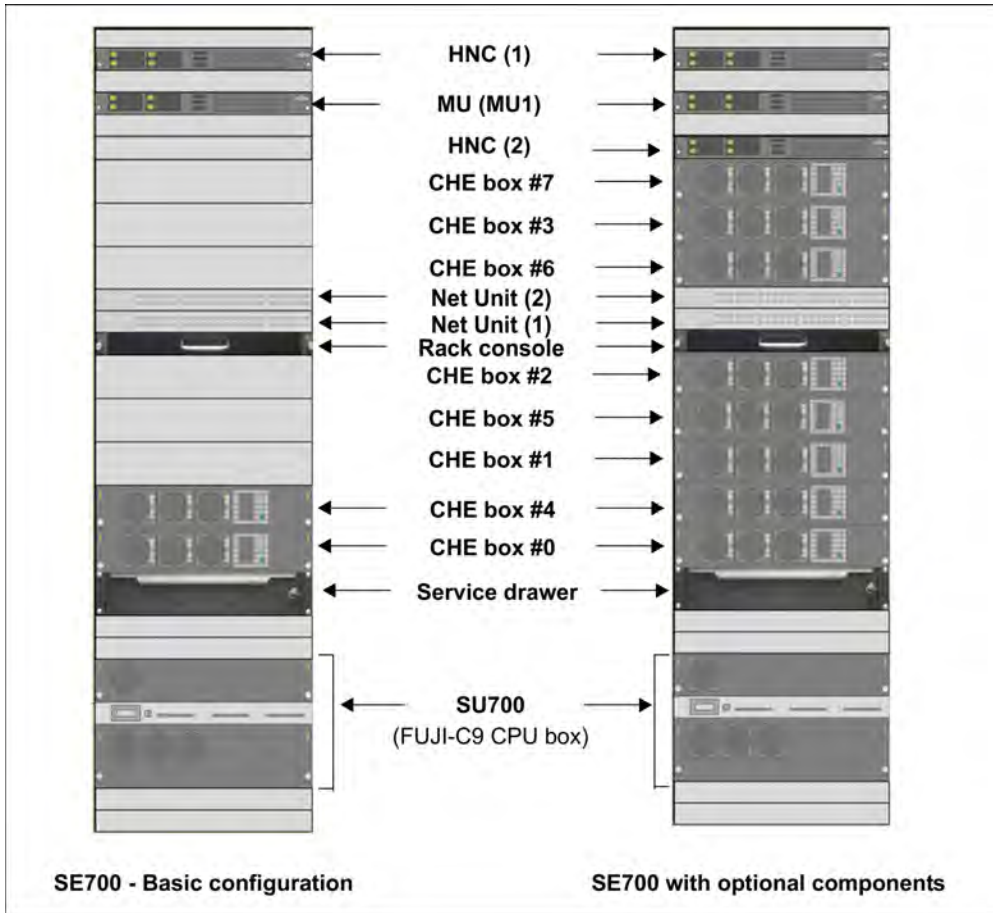 HNC (1)
MU (MU1)
HNC (2)
CHE box #7
CHE box #3
CHE box #6
Net Unit (2)
Net Unit (1)
Rack console
CHE box #2
CHE box #5
CHE box #1
CHE box #4
CHE box #0
Service drawer
SU700
(FUJI-C9 CPU box)
SE700 - Basic configuration
SE700 with optional components